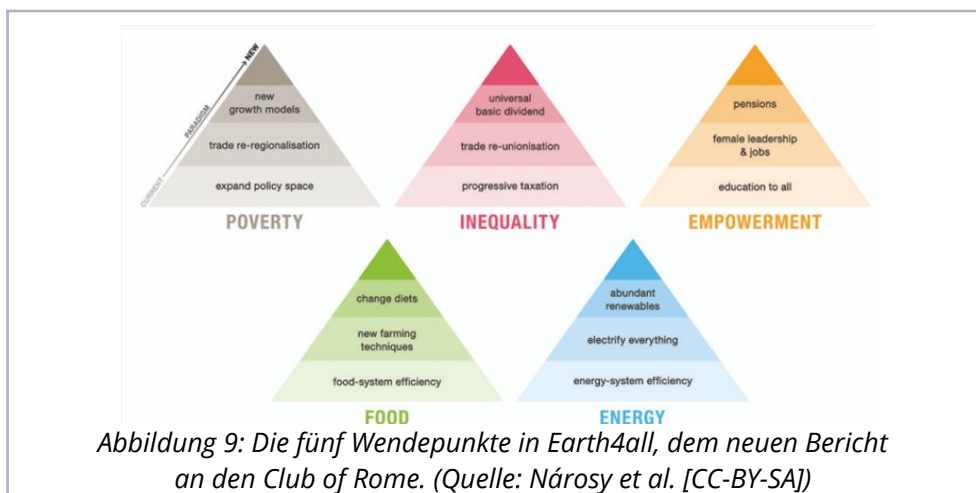 CURRENT PARADIGM NEW
new
growth models
trade re-regionalisation
expand policy space
POVERTY
universal
basic dividend
trade re-unionisation
progressive taxation
INEQUALITY
pensions
female leadership
& jobs
education to all
EMPOWERMENT
change diets
new farming
techniques
food-system efficiency
FOOD
abundant
renewables
electrify everything
energy-system efficiency
ENERGY
Abbildung 9: Die fünf Wendepunkte in Earth4all, dem neuen Bericht
an den Club of Rome. (Quelle: Nárosy et al. [CC-BY-SA])